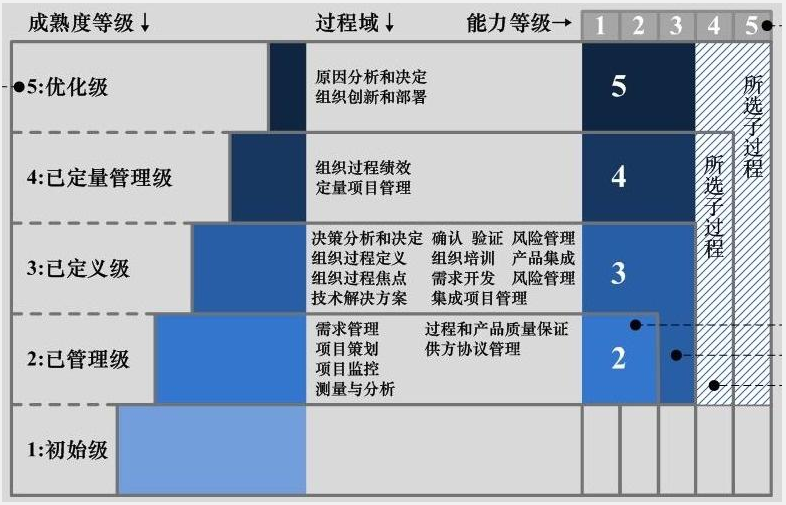 成熟度等级↓ 过程域↓ 能力等级→ 1 2 3 4 5
5:优化级
原因分析和决定
组织创新和部署
5
所选子过程
4:已定量管理级
组织过程绩效
定量项目管理
4
所选子过程
3:已定义级
决策分析和决定 确认 验证 风险管理
组织过程定义 组织培训 产品集成
组织过程焦点 需求开发 风险管理
技术解决方案 集成项目管理
3
2:已管理级
需求管理 过程和产品质量保证
项目策划 供方协议管理
项目监控
测量与分析
2
1:初始级